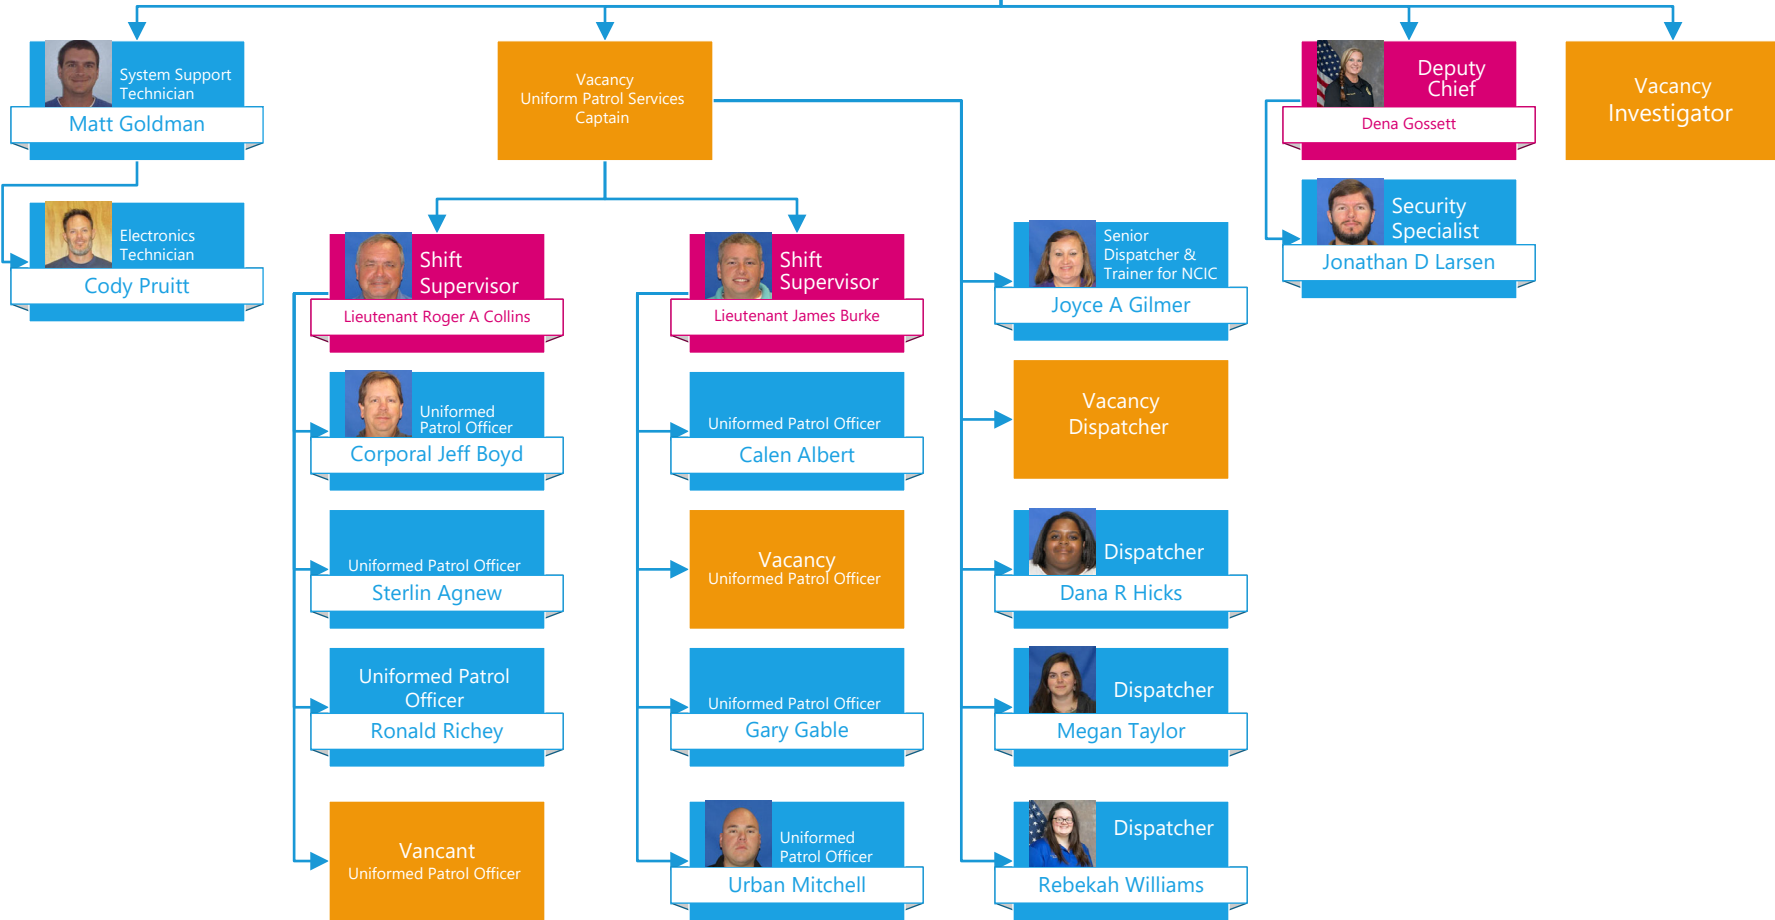 System Support
Technician
Matt Goldman
Electronics
Technician
Cody Pruitt
Vacancy
Uniform Patrol Services
Captain
Shift
Supervisor
Lieutenant Roger A Collins
Uniformed
Patrol Officer
Corporal Jeff Boyd
Uniformed Patrol Officer
Sterlin Agnew
Uniformed Patrol
Officer
Ronald Richey
Vancant
Uniformed Patrol Officer
Shift
Supervisor
Lieutenant James Burke
Uniformed Patrol Officer
Calen Albert
Vacancy
Uniformed Patrol Officer
Uniformed Patrol Officer
Gary Gable
Uniformed
Patrol Officer
Urban Mitchell
Senior
Dispatcher &
Trainer for NCIC
Joyce A Gilmer
Vacancy
Dispatcher
Dispatcher
Dana R Hicks
Dispatcher
Megan Taylor
Dispatcher
Rebekah Williams
Deputy
Chief
Dena Gossett
Security
Specialist
Jonathan D Larsen
Vacancy
Investigator